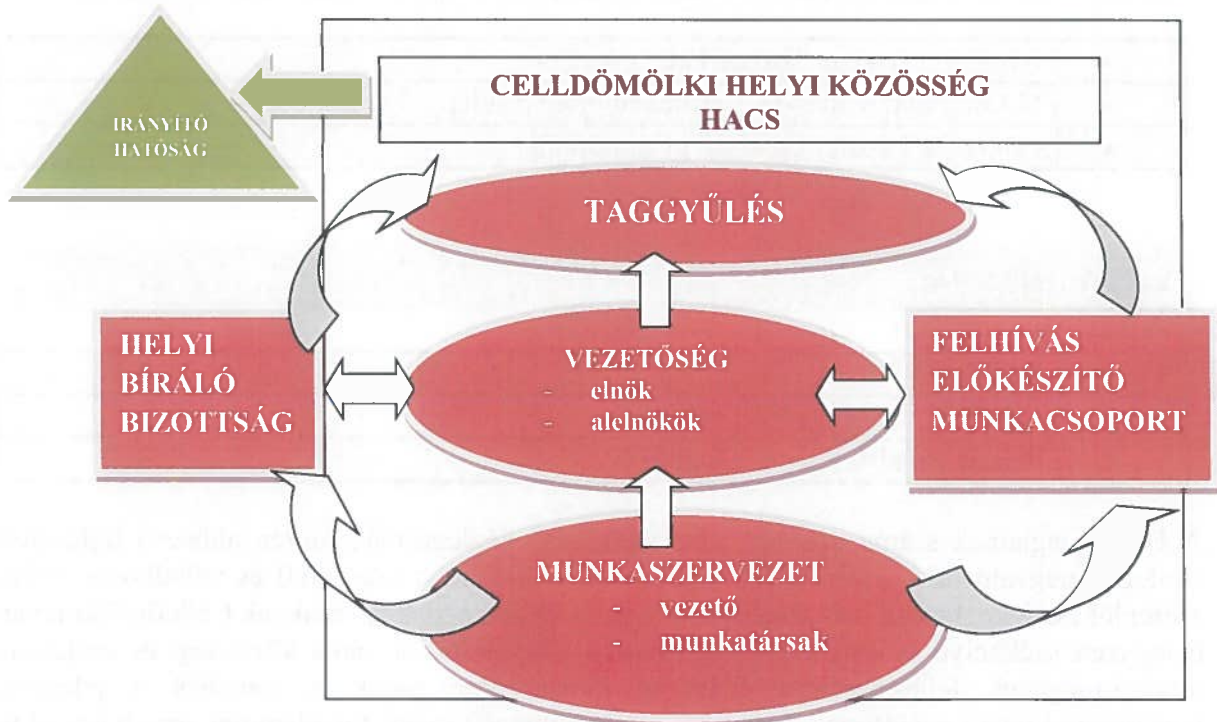 CELLDÖMÖLKI HELYI KÖZÖSSÉG
HACS
IRÁNYÍTÓ
HATÓSÁG
TAGGYŰLÉS
HELYI
BÍRÁLÓ
BIZOTTSÁG
VEZETŐSÉG
- elnök
- alelnökök
FELHÍVÁS
ELŐKÉSZÍTŐ
MUNKACSOPORT
MUNKASZERVEZET
- vezető
- munkatársak